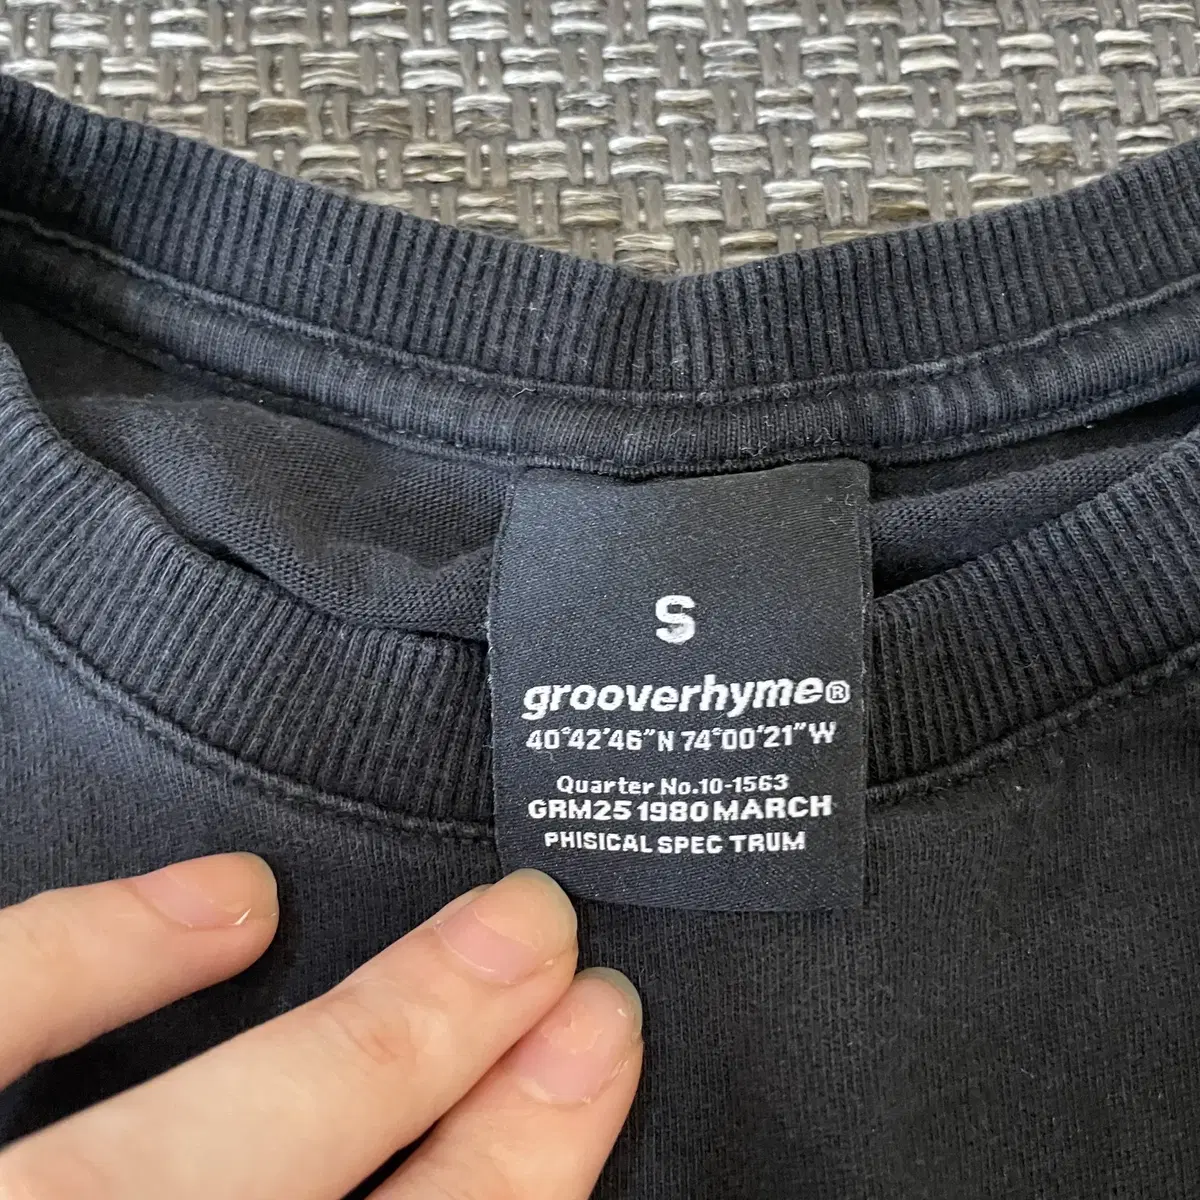 S
grooverhyme®
40°42'46"N 74°00'21"W
Quarter No.10-1563
GRM25 1980 MARCH
PHISICAL SPEC TRUM